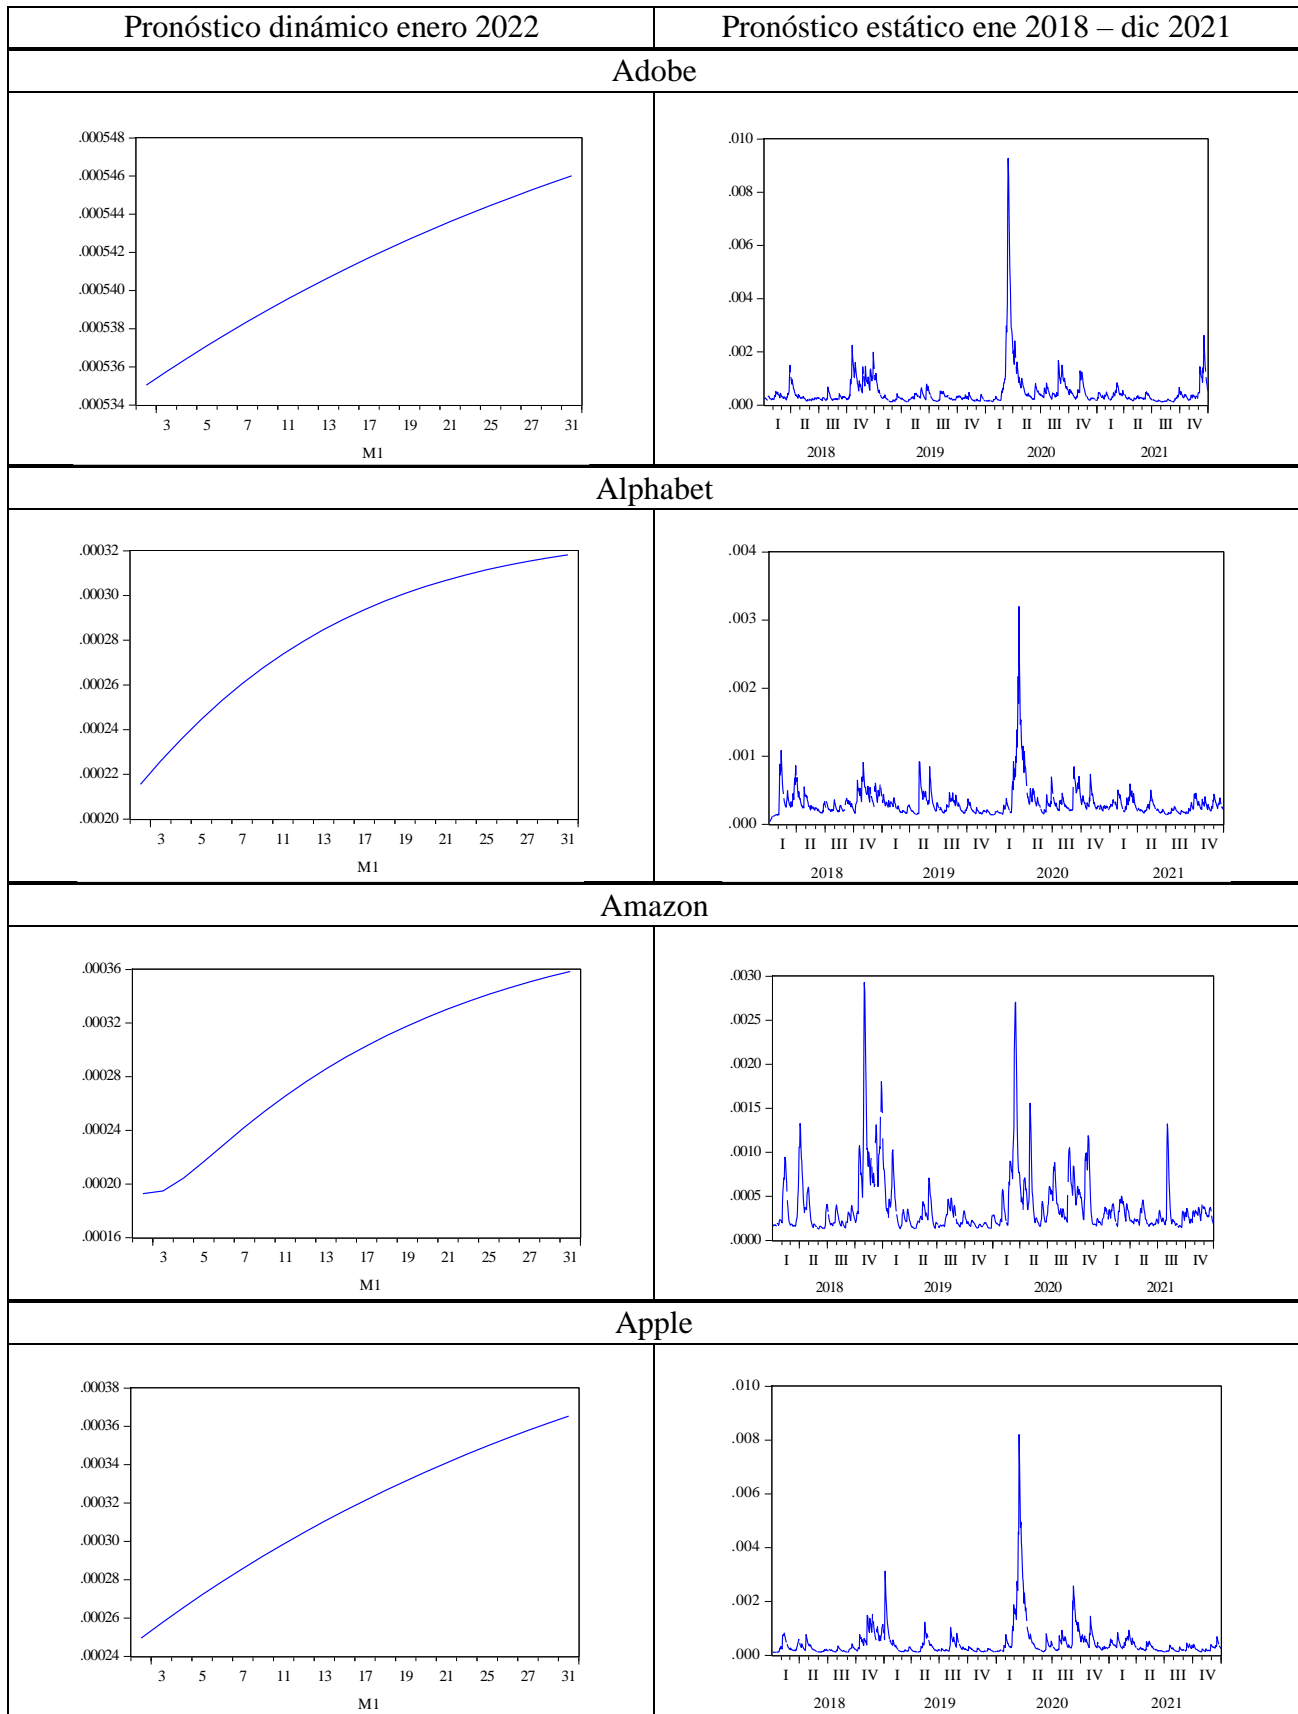 Pronóstico dinámico enero 2022
Pronóstico estático ene 2018 – dic 2021
Adobe
.000548
.000546
.000544
.000542
.000540
.000538
.000536
.000534
3 5 7 11 13 17 19 21 25 27 31
M1
.010
.008
.006
.004
.002
.000
I II III IV I II III IV I II III IV I II III IV
2018 2019 2020 2021
Alphabet
.00032
.00030
.00028
.00026
.00024
.00022
.00020
3 5 7 11 13 17 19 21 25 27 31
M1
.004
.003
.002
.001
.000
I II III IV I II III IV I II III IV I II III IV
2018 2019 2020 2021
Amazon
.00036
.00032
.00028
.00024
.00020
.00016
3 5 7 11 13 17 19 21 25 27 31
M1
.0030
.0025
.0020
.0015
.0010
.0005
.0000
I II III IV I II III IV I II III IV I II III IV
2018 2019 2020 2021
Apple
.00038
.00036
.00034
.00032
.00030
.00028
.00026
.00024
3 5 7 11 13 17 19 21 25 27 31
M1
.010
.008
.006
.004
.002
.000
I II III IV I II III IV I II III IV I II III IV
2018 2019 2020 2021